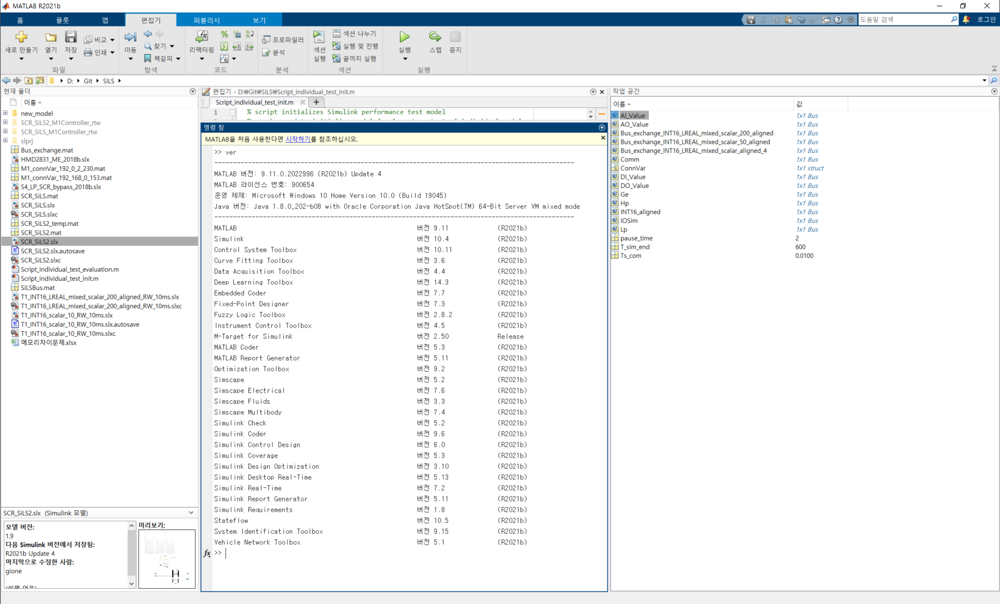 MATLAB R2021b
홈 플롯 앱 편집기 퍼블리시 보기
도움말 검색
로그인
새로 만들기 열기 저장 비교 인쇄
파일
이동 찾기 책갈피
탐색
리팩터링
코드
프로파일러
분석
분석
섹션 실행
섹션 나누기
실행 및 진행
끝까지 실행
섹션
실행 스텝 중지
실행
D: Git SiLS
현재 폴더
이름
new_model
SCR_SiLS2_M1Controller_rtw
SCR_SiLS_M1Controller_rtw
slprj
Bus_exchange.mat
HMD2831_ME_2018b.slx
M1_connVar_192_0_2_230.mat
M1_connVar_192_168_0_153.mat
S4_LP_SCR_bypass_2018b.slx
SCR_SiLS.mat
SCR_SiLS.slx
SCR_SiLS.slxc
SCR_SiLS2_temp.mat
SCR_SiLS2.mat
SCR_SiLS2.slx
SCR_SiLS2.slx.autosave
SCR_SiLS2.slxc
Script_individual_test_evaluation.m
Script_individual_test_init.m
SiLSBus.mat
T1_INT16_LREAL_mixed_scalar_200_aligned_RW_10ms.slx
T1_INT16_LREAL_mixed_scalar_200_aligned_RW_10ms.slxc
T1_INT16_scalar_10_RW_10ms.slx
T1_INT16_scalar_10_RW_10ms.slx.autosave
T1_INT16_scalar_10_RW_10ms.slxc
메모리차이문제.xlsx
SCR_SiLS2.slx (Simulink 모델)
모델 버전:
1.9
다음 Simulink 버전에서 저장됨:
R2021b Update 4
마지막으로 수정한 사람:
gione
미리보기:
편집기 - D:₩Git₩SiLS₩Script_individual_test_init.m
Script_individual_test_init.m
1 % script initializes Simulink performance test model
명령 창
MATLAB을 처음 사용한다면 시작하기를 참조하십시오.
>> ver
MATLAB 버전: 9.11.0.2022996 (R2021b) Update 4
MATLAB 라이선스 번호: 900654
운영 체제: Microsoft Windows 10 Home Version 10.0 (Build 19045)
Java 버전: Java 1.8.0_202-b08 with Oracle Corporation Java HotSpot(TM) 64-Bit Server VM mixed mode
MATLAB 버전 9.11 (R2021b)
Simulink 버전 10.4 (R2021b)
Control System Toolbox 버전 10.11 (R2021b)
Curve Fitting Toolbox 버전 3.6 (R2021b)
Data Acquisition Toolbox 버전 4.4 (R2021b)
Deep Learning Toolbox 버전 14.3 (R2021b)
Embedded Coder 버전 7.7 (R2021b)
Fixed-Point Designer 버전 7.3 (R2021b)
Fuzzy Logic Toolbox 버전 2.8.2 (R2021b)
Instrument Control Toolbox 버전 4.5 (R2021b)
M-Target for Simulink 버전 2.50 Release
MATLAB Coder 버전 5.3 (R2021b)
MATLAB Report Generator 버전 5.11 (R2021b)
Optimization Toolbox 버전 9.2 (R2021b)
Simscape 버전 5.2 (R2021b)
Simscape Electrical 버전 7.6 (R2021b)
Simscape Fluids 버전 3.3 (R2021b)
Simscape Multibody 버전 7.4 (R2021b)
Simulink Check 버전 5.2 (R2021b)
Simulink Coder 버전 9.6 (R2021b)
Simulink Control Design 버전 6.0 (R2021b)
Simulink Coverage 버전 5.3 (R2021b)
Simulink Design Optimization 버전 3.10 (R2021b)
Simulink Desktop Real-Time 버전 5.13 (R2021b)
Simulink Real-Time 버전 7.2 (R2021b)
Simulink Report Generator 버전 5.11 (R2021b)
Simulink Requirements 버전 1.8 (R2021b)
Stateflow 버전 10.5 (R2021b)
System Identification Toolbox 버전 9.15 (R2021b)
Vehicle Network Toolbox 버전 5.1 (R2021b)
fx >>
작업 공간
이름 값
AI_Value 1x1 Bus
AO_Value 1x1 Bus
Bus_exchange_INT16_LREAL_mixed_scalar_200_aligned 1x1 Bus
Bus_exchange_INT16_LREAL_mixed_scalar_50_aligned 1x1 Bus
Bus_exchange_INT16_LREAL_mixed_scalar_aligned_4 1x1 Bus
Comm 1x1 Bus
ConnVar 1x1 struct
DI_Value 1x1 Bus
DO_Value 1x1 Bus
Ge 1x1 Bus
Hp 1x1 Bus
INT16_aligned 1x1 Bus
IOSim 1x1 Bus
Lp 1x1 Bus
pause_time 2
T_sim_end 600
Ts_com 0.0100